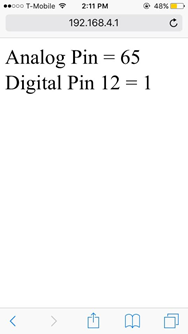 T-Mobile 2:11 PM 48%
192.168.4.1
Analog Pin = 65
Digital Pin 12 = 1